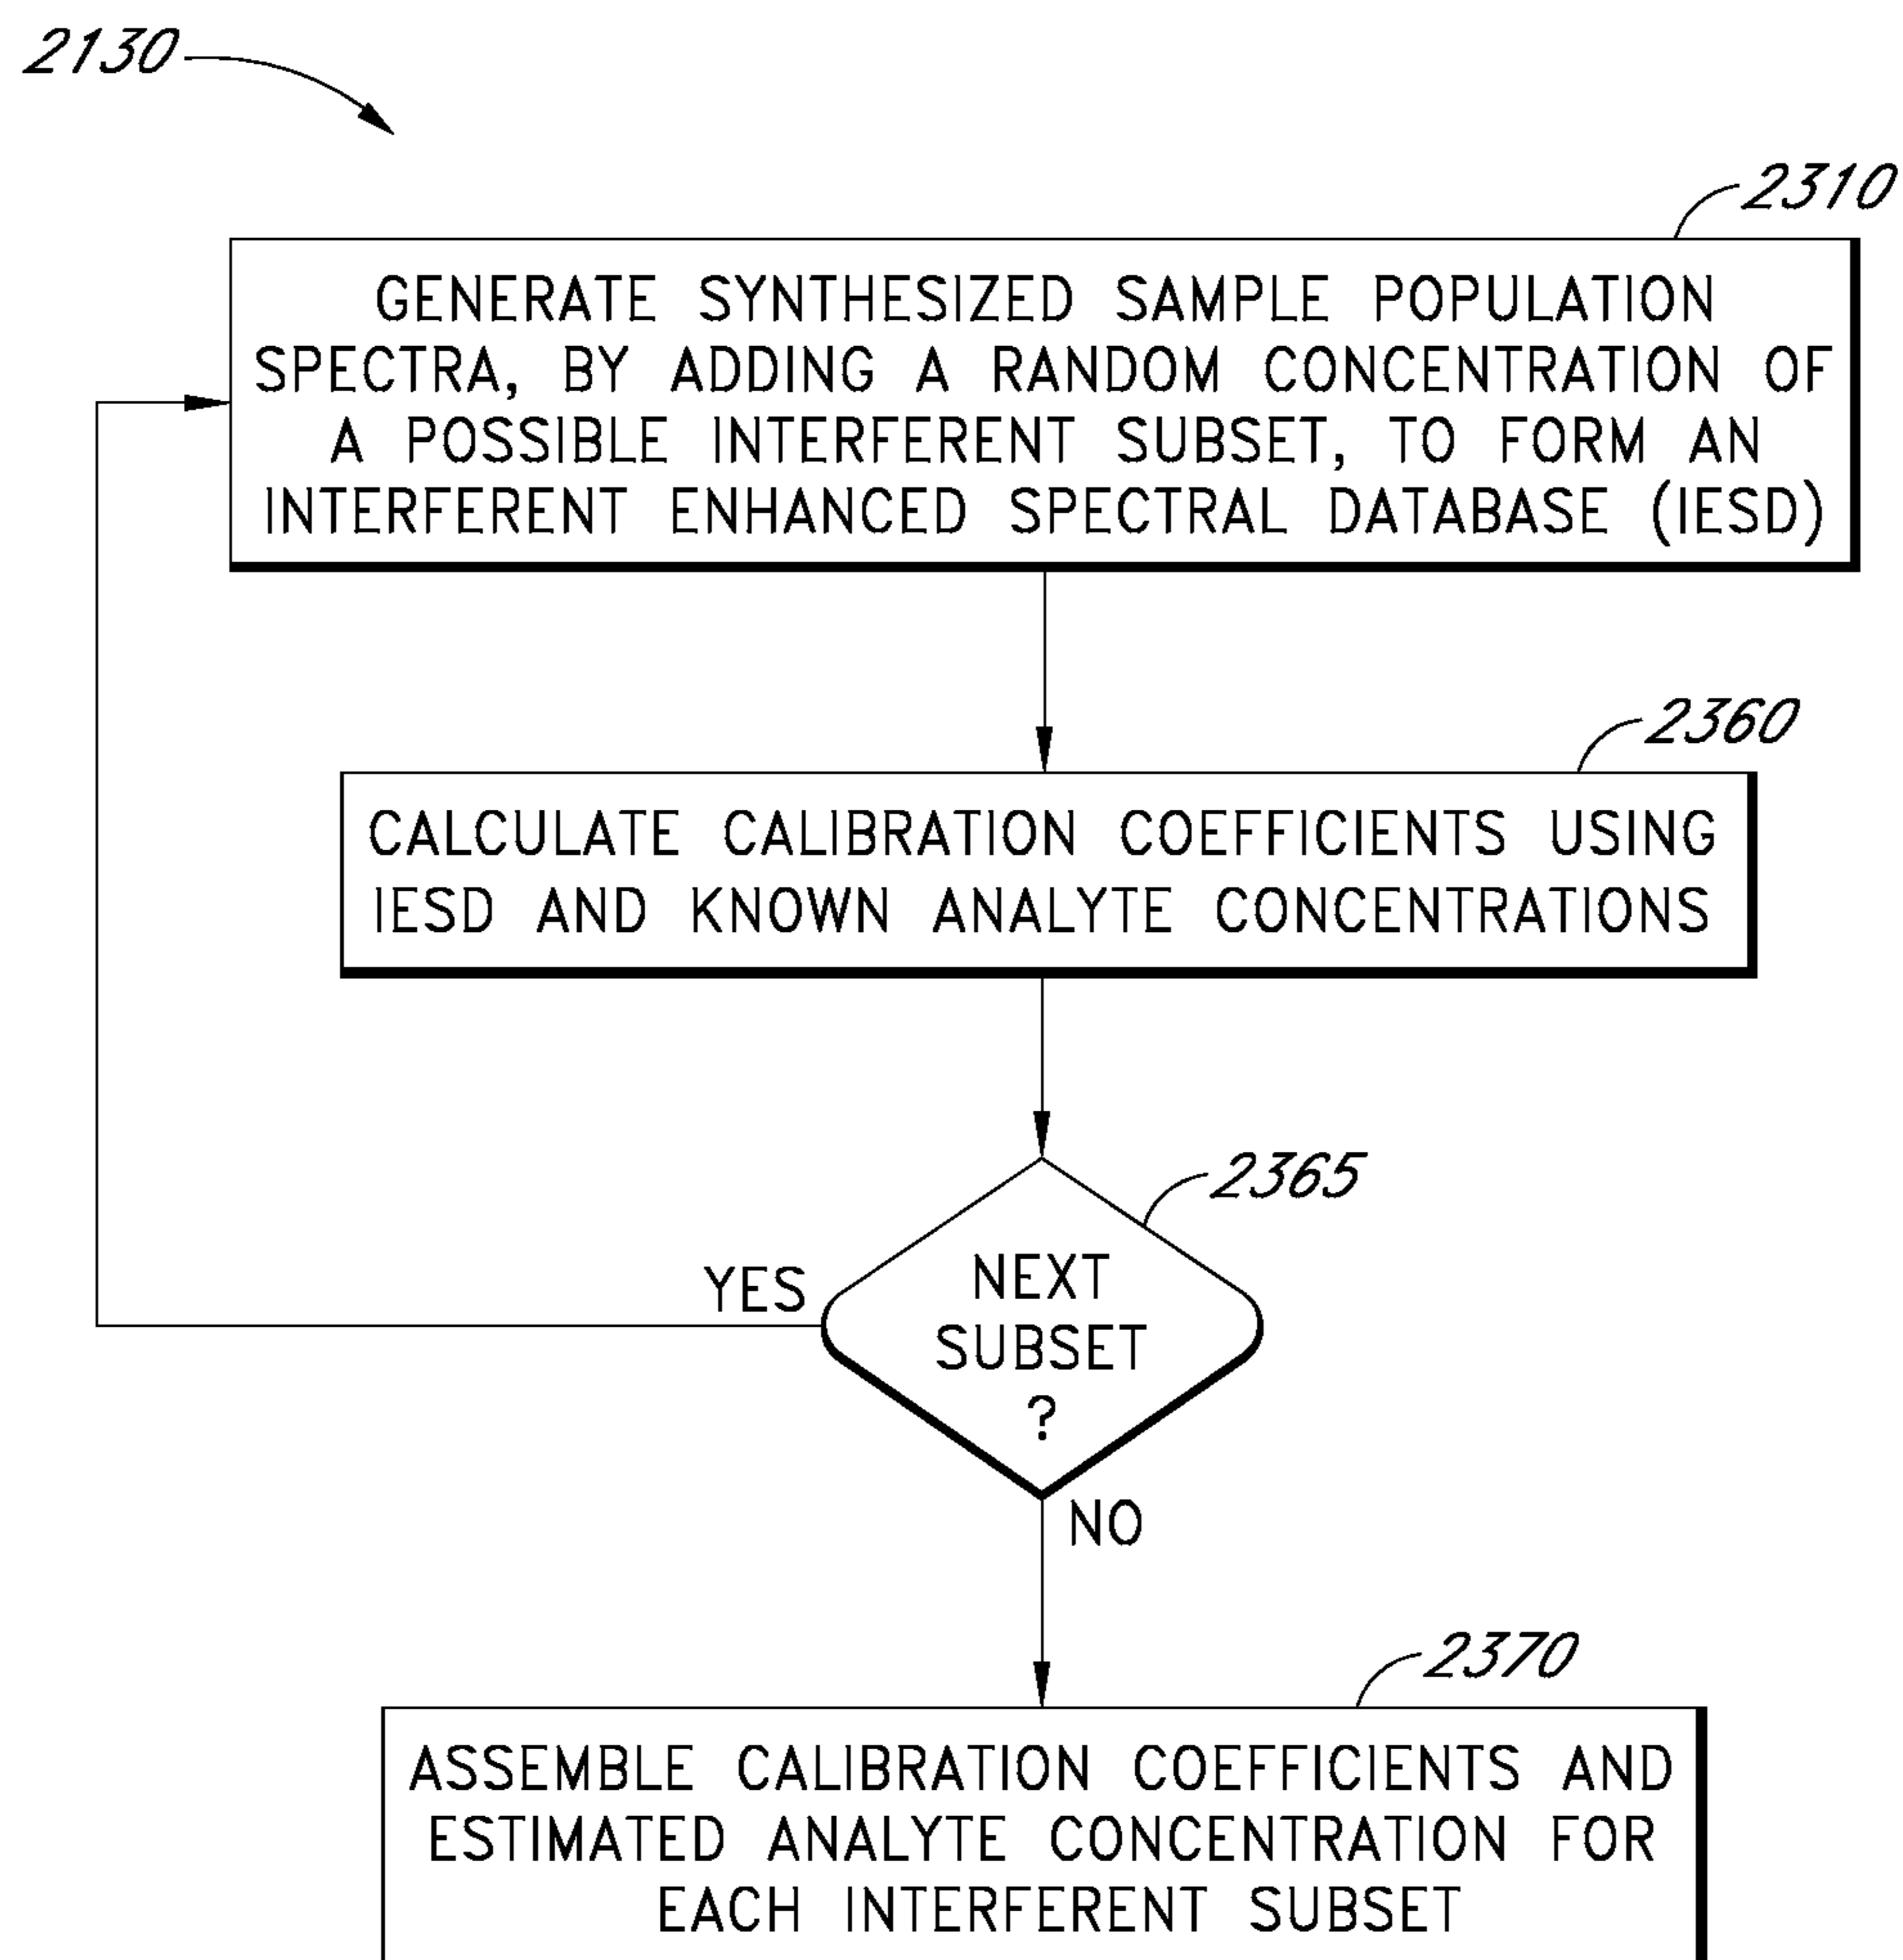 2130
2310
GENERATE SYNTHESIZED SAMPLE POPULATION
SPECTRA, BY ADDING A RANDOM CONCENTRATION OF
A POSSIBLE INTERFERENT SUBSET, TO FORM AN
INTERFERENT ENHANCED SPECTRAL DATABASE (IESD)
2360
CALCULATE CALIBRATION COEFFICIENTS USING
IESD AND KNOWN ANALYTE CONCENTRATIONS
2365
YES
NEXT
SUBSET
?
NO
2370
ASSEMBLE CALIBRATION COEFFICIENTS AND
ESTIMATED ANALYTE CONCENTRATION FOR
EACH INTERFERENT SUBSET